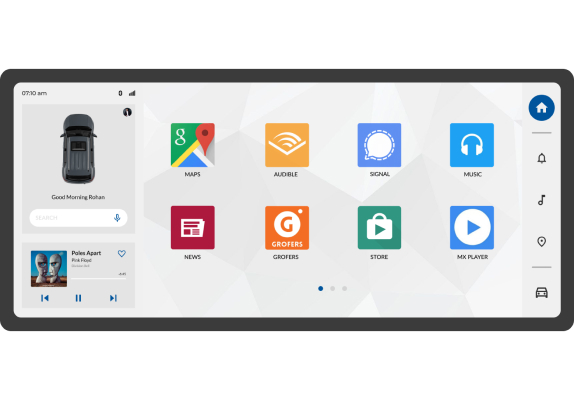 07:10 am
Good Morning Rohan
SEARCH
Poles Apart
Pink Floyd
8
MAPS
AUDIBLE
SIGNAL
MUSIC
NEWS
G
GROFERS
GROFERS
STORE
MX PLAYER